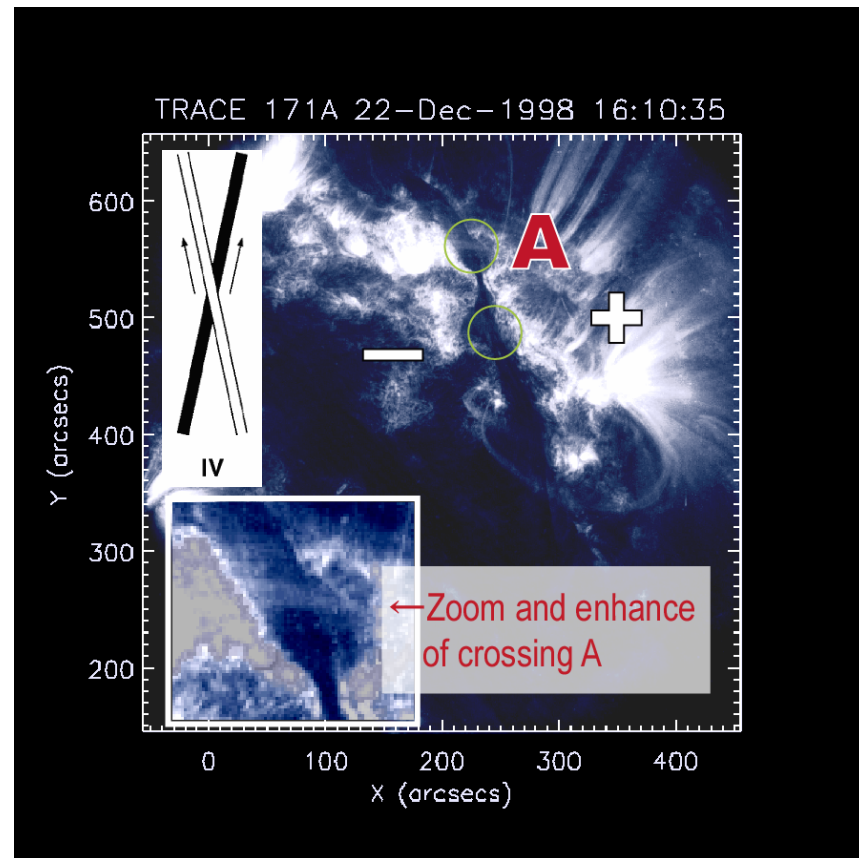 TRACE 171A 22-Dec-1998 16:10:35
600
500
400
300
200
Y (arcsecs)
IV
A
+
−
←Zoom and enhance
of crossing A
0 100 200 300 400
X (arcsecs)